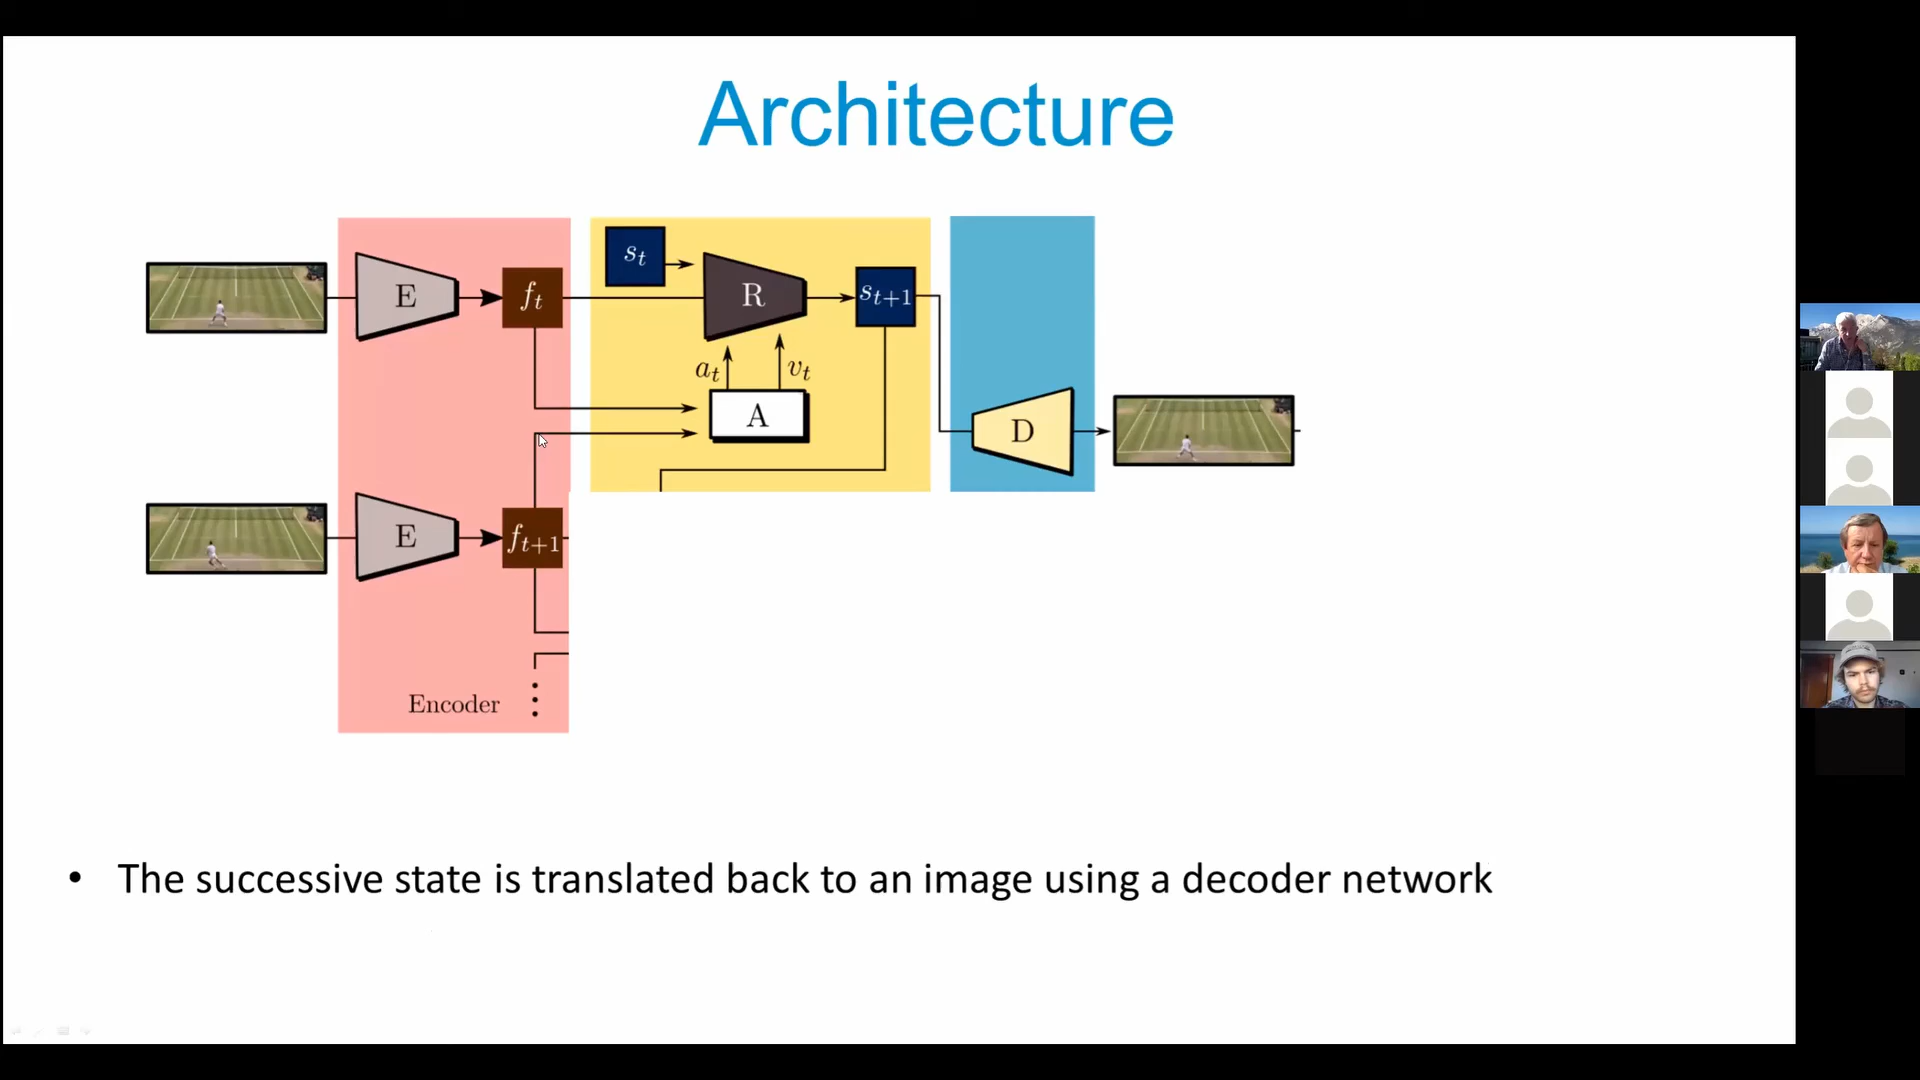 Architecture
s_t
E
f_t
R
s_{t+1}
a_t
v_t
A
D
E
f_{t+1}
Encoder
• The successive state is translated back to an image using a decoder network